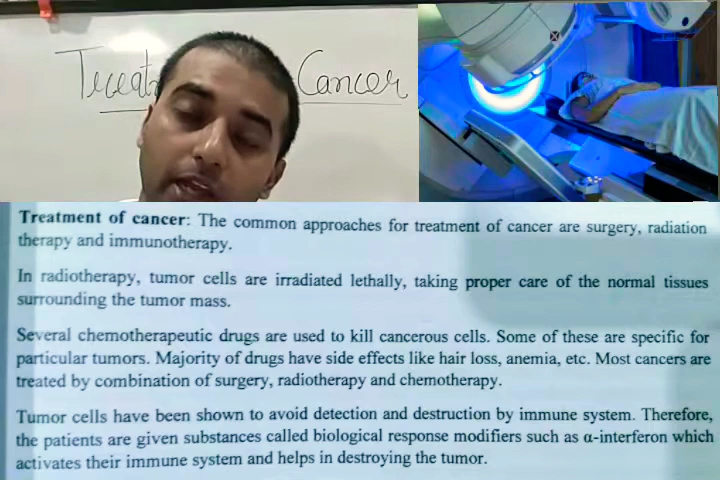 Treatm Cancer
Treatment of cancer: The common approaches for treatment of cancer are surgery, radiation
therapy and immunotherapy.
In radiotherapy, tumor cells are irradiated lethally, taking proper care of the normal tissues
surrounding the tumor mass.
Several chemotherapeutic drugs are used to kill cancerous cells. Some of these are specific for
particular tumors. Majority of drugs have side effects like hair loss, anemia, etc. Most cancers are
treated by combination of surgery, radiotherapy and chemotherapy.
Tumor cells have been shown to avoid detection and destruction by immune system. Therefore,
the patients are given substances called biological response modifiers such as α-interferon which
activates their immune system and helps in destroying the tumor.